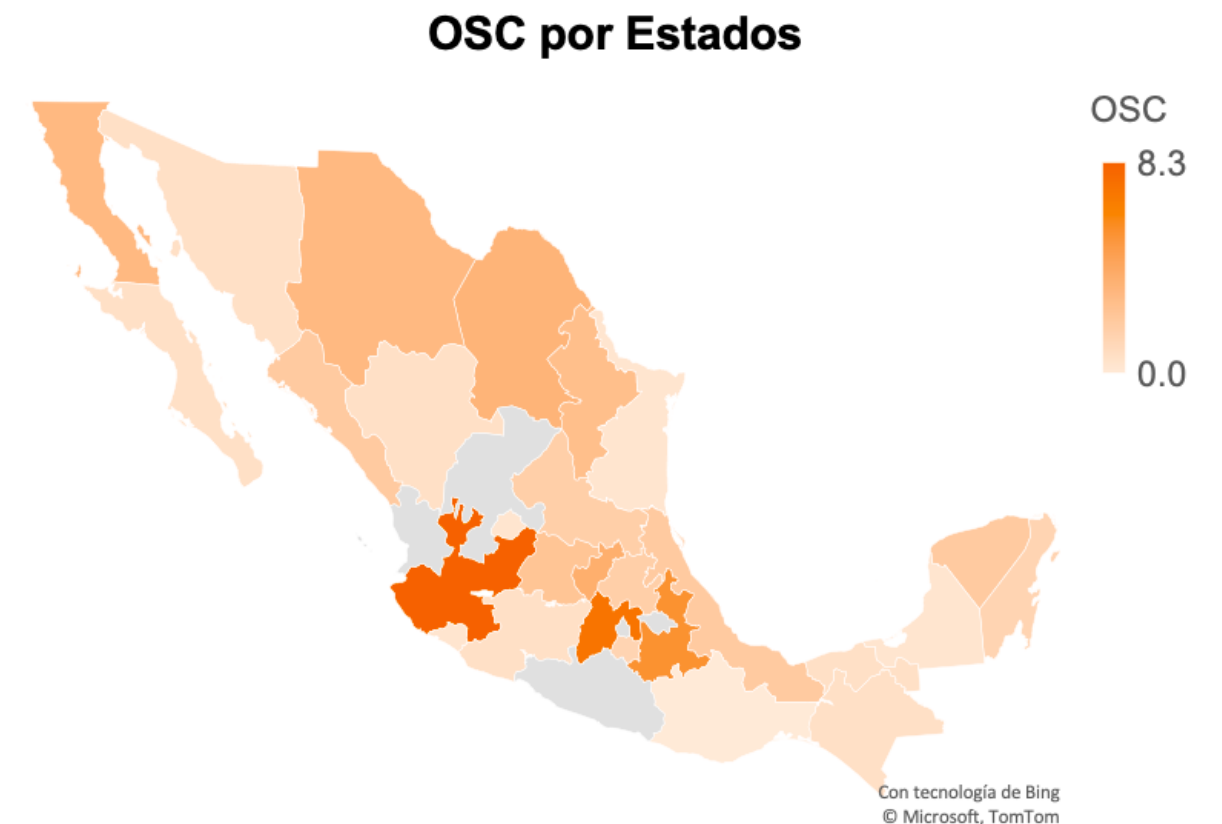 OSC por Estados
OSC
8.3
0.0
Con tecnología de Bing
© Microsoft, TomTom